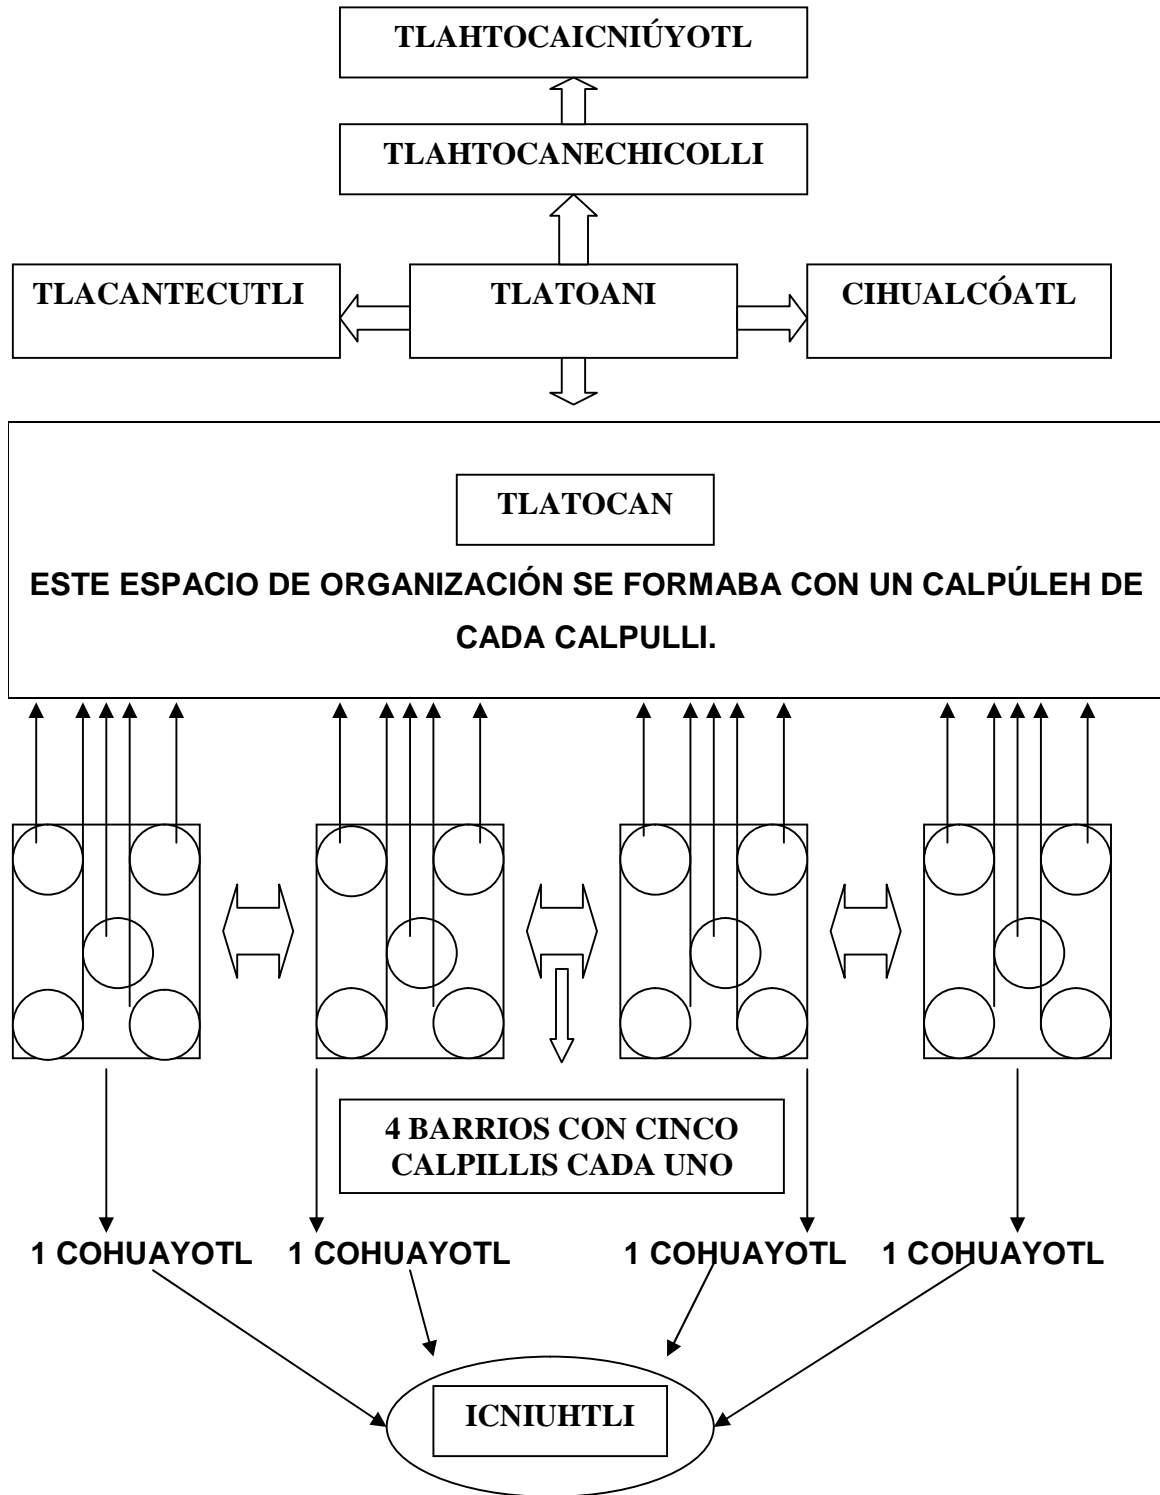 TLAHTOCAICNIÚYOTL
TLAHTOCANECHICOLLI
TLACANTECUTLI
TLATOANI
CIHUALCÓATL
TLATOCAN
ESTE ESPACIO DE ORGANIZACIÓN SE FORMABA CON UN CALPÚLEH DE
CADA CALPULLI.
4 BARRIOS CON CINCO
CALPILLIS CADA UNO
1 COHUAYOTL
1 COHUAYOTL
1 COHUAYOTL
1 COHUAYOTL
ICNIUHTLI